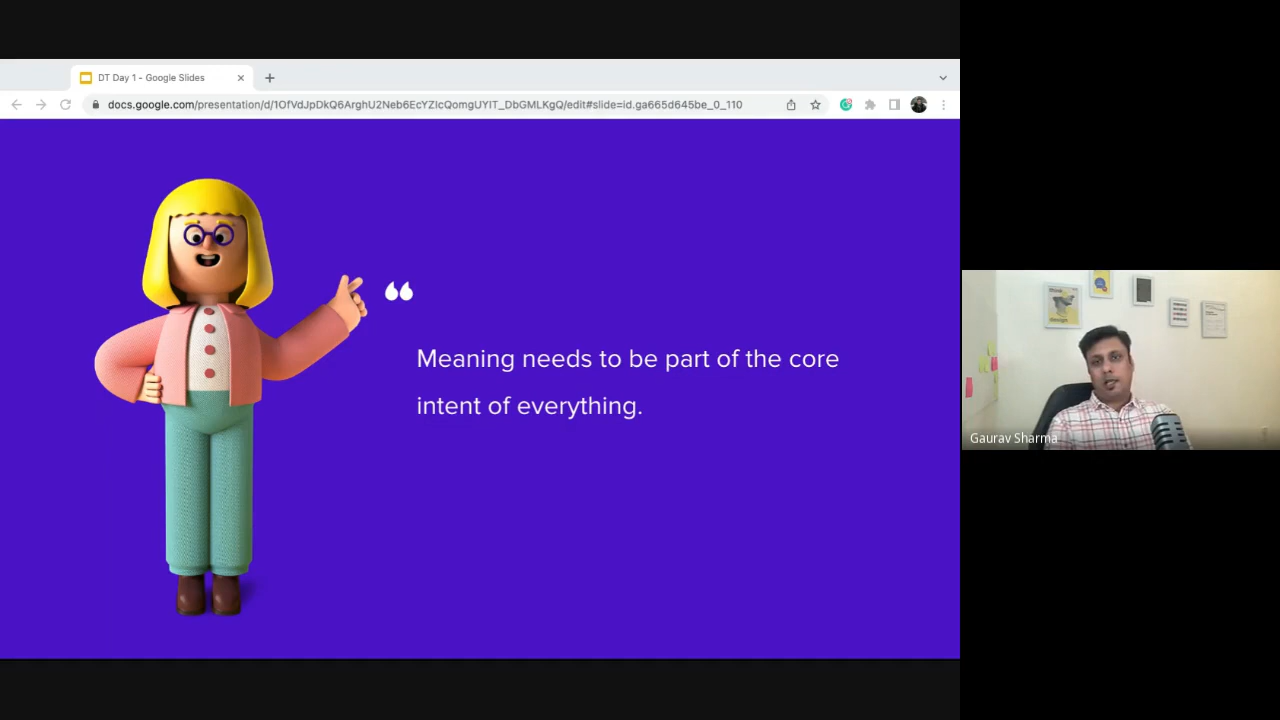 DT Day 1 - Google Slides
docs.google.com/presentation/d/1OfVdJpDkQ6ArghU2Neb6EcYZIcQomgUYIT_DbGMLKgQ/edit#slide=id.ga665d645be_0_110
“
Meaning needs to be part of the core
intent of everything.
Gaurav Sharma